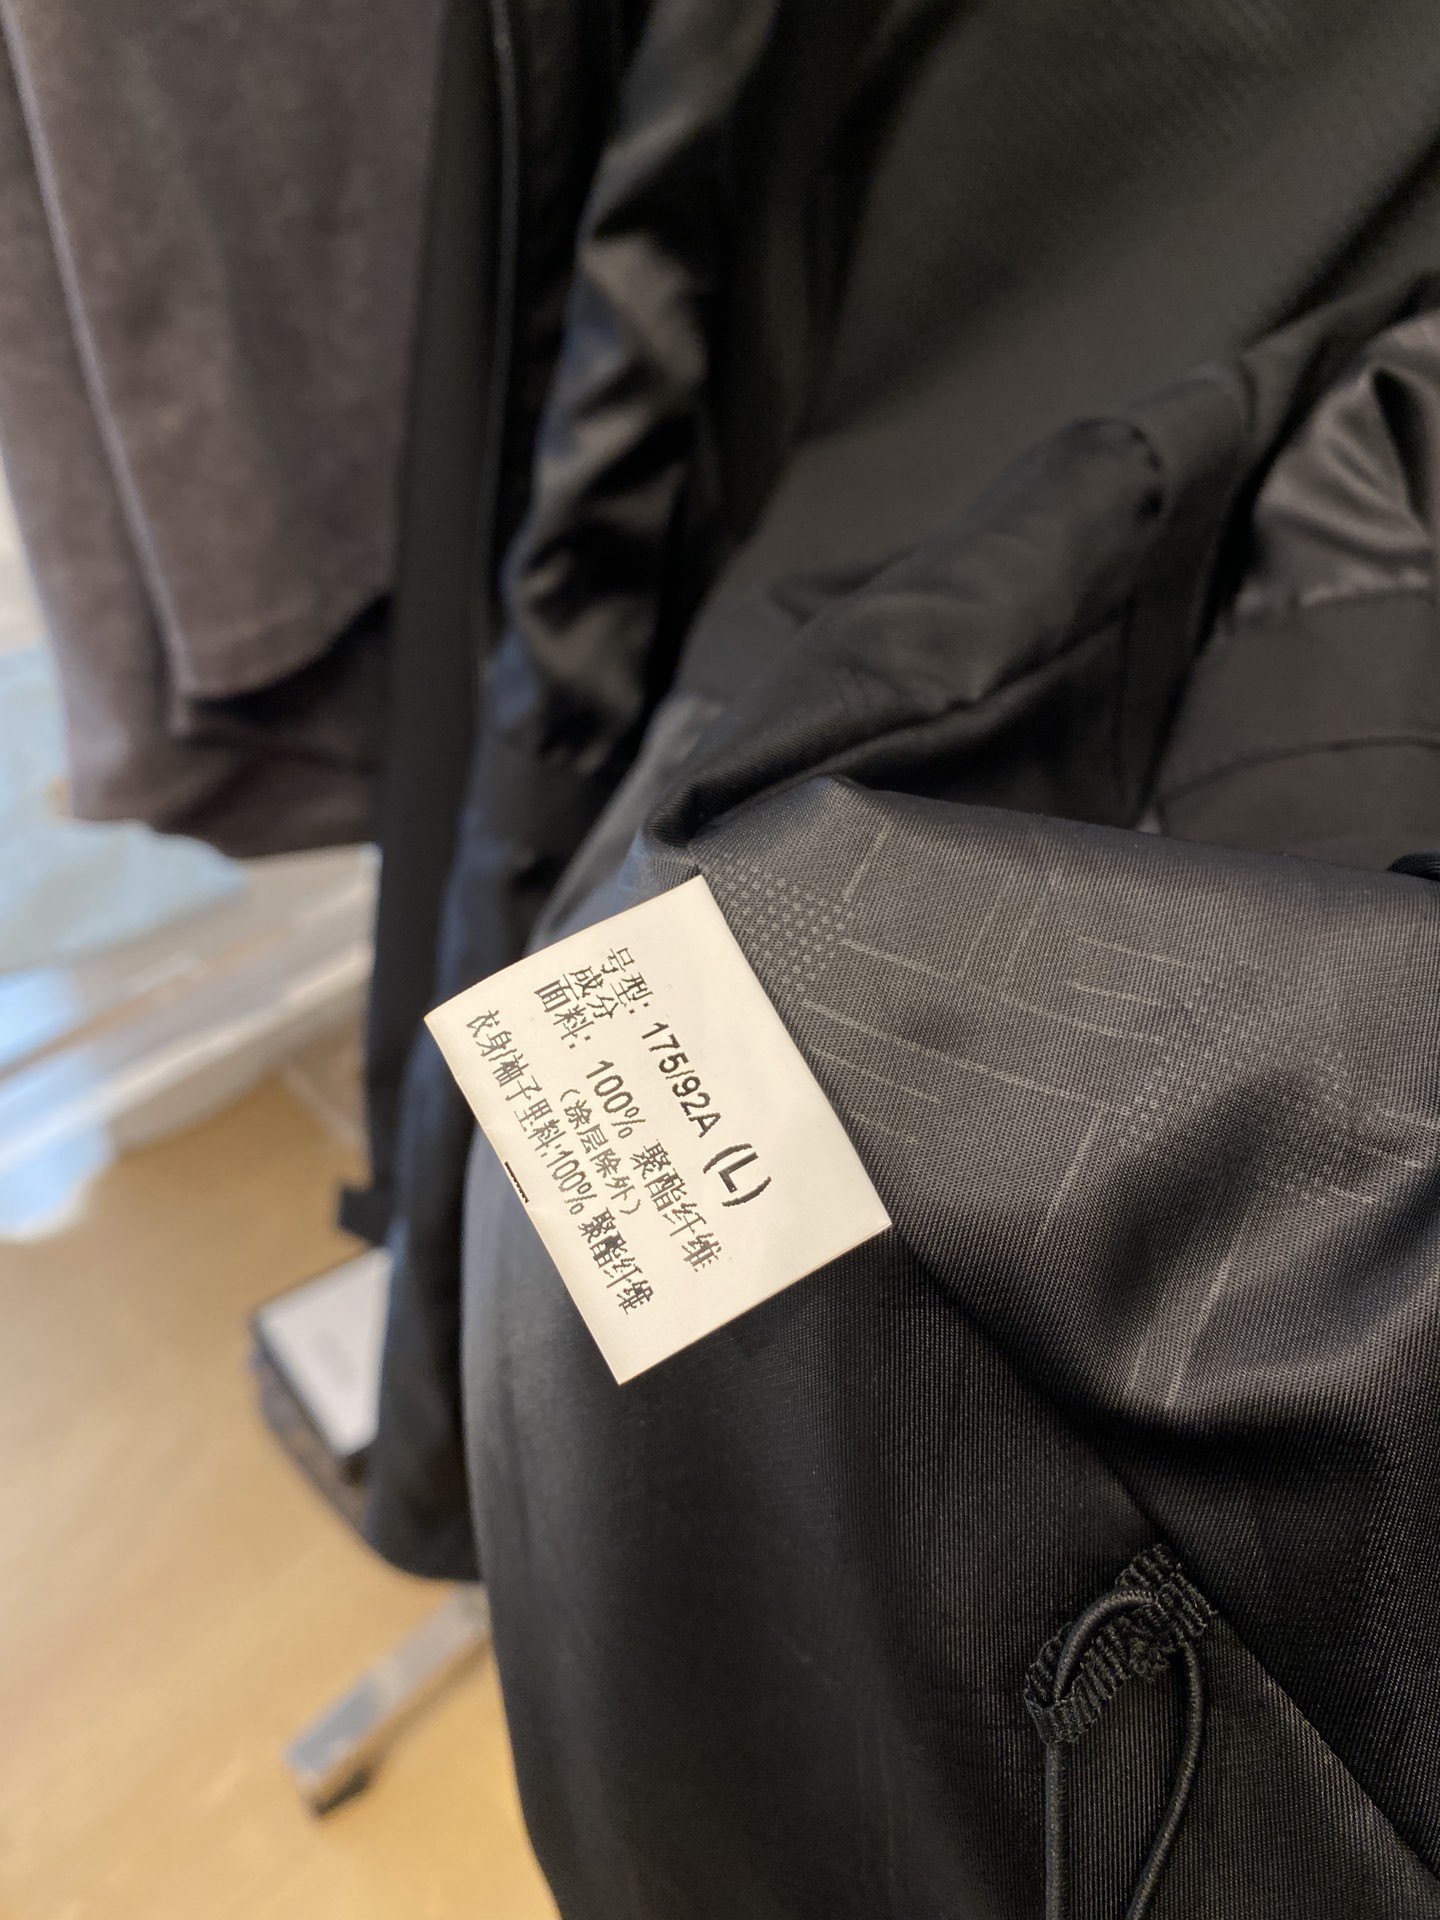 号型: 175/92A (L)
成分
面料: 100% 聚酯纤维
(涂层除外)
衣身/袖子里料:100% 聚酯纤维